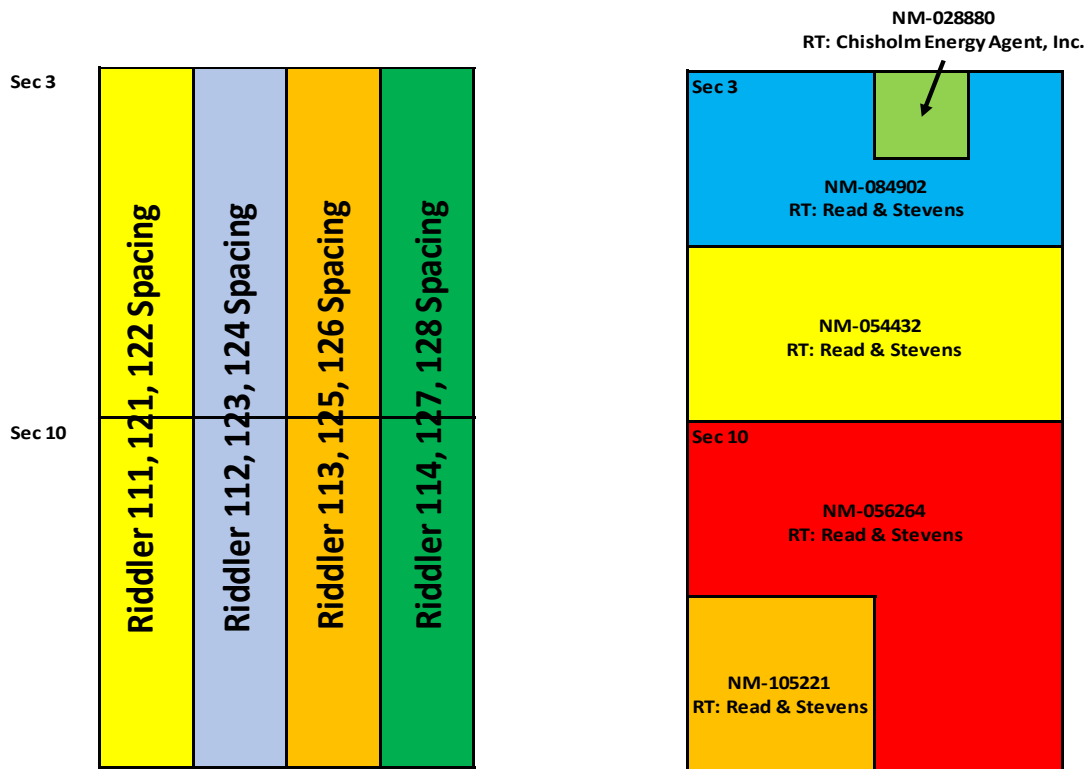 Sec 3
Sec 10
Riddler 111, 121, 122 Spacing
Riddler 112, 123, 124 Spacing
Riddler 113, 125, 126 Spacing
Riddler 114, 127, 128 Spacing
NM-028880
RT: Chisholm Energy Agent, Inc.
Sec 3
NM-084902
RT: Read & Stevens
NM-054432
RT: Read & Stevens
Sec 10
NM-056264
RT: Read & Stevens
NM-105221
RT: Read & Stevens